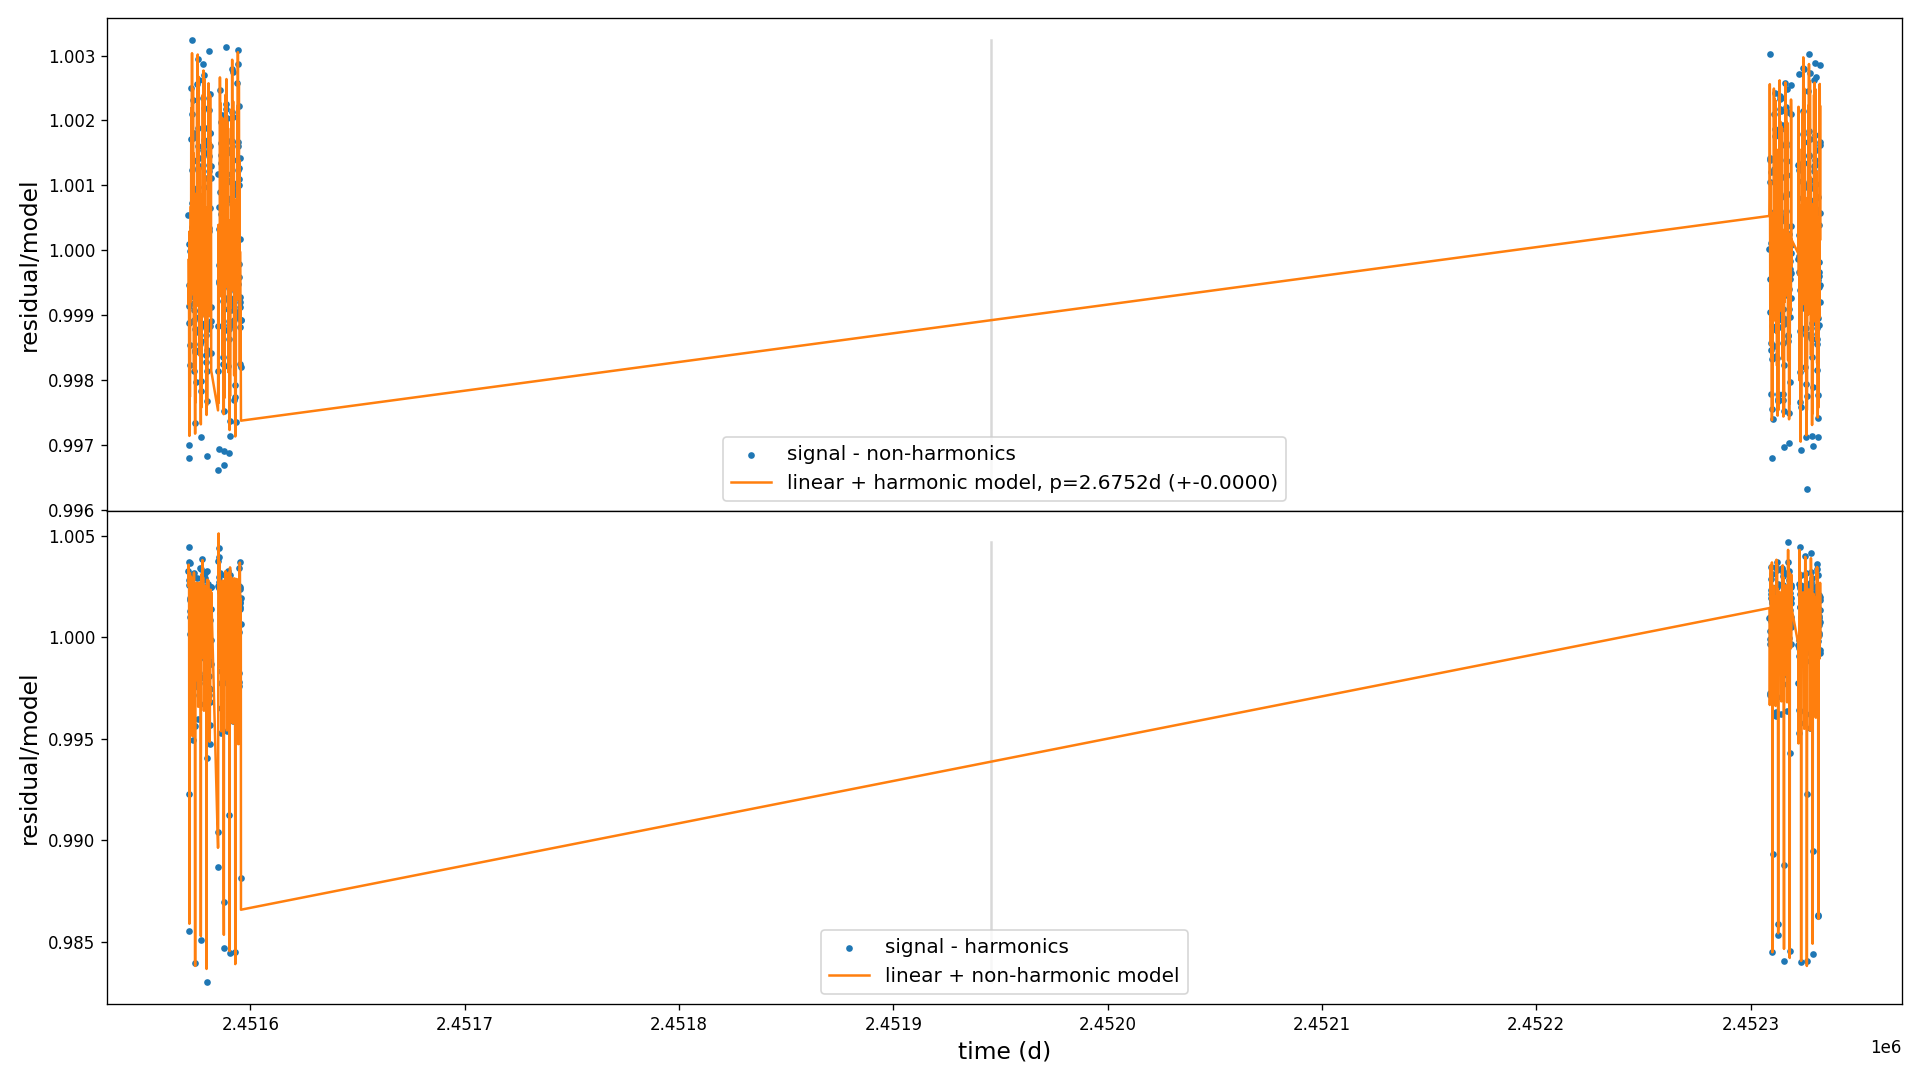 1.003
1.002
1.001
1.000
0.999
0.998
0.997
0.996
residual/model
signal - non-harmonics
linear + harmonic model, p=2.6752d (+-0.0000)
1.005
1.000
0.995
0.990
0.985
residual/model
signal - harmonics
linear + non-harmonic model
2.4516 2.4517 2.4518 2.4519 2.4520 2.4521 2.4522 2.4523
time (d)
1e6